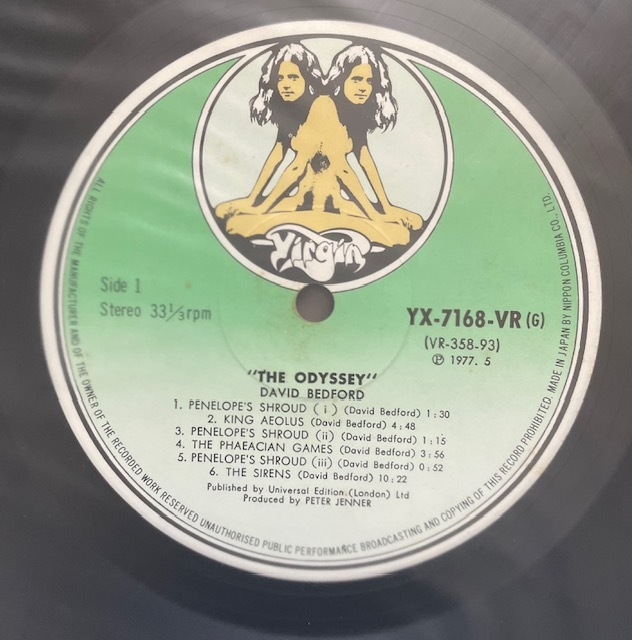 Virgin
Side 1
Stereo 33⅓rpm
YX-7168-VR (G)
(VR-358-93)
℗ 1977. 5
"THE ODYSSEY"
DAVID BEDFORD
1. PENELOPE'S SHROUD (i) (David Bedford) 1:30
2. KING AEOLUS (David Bedford) 4:48
3. PENELOPE'S SHROUD (ii) (David Bedford) 1:15
4. THE PHAEACIAN GAMES (David Bedford) 3:56
5. PENELOPE'S SHROUD (iii) (David Bedford) 0:52
6. THE SIRENS (David Bedford) 10:22
Published by Universal Edition (London) Ltd
Produced by PETER JENNER
ALL RIGHTS OF THE MANUFACTURER AND OF THE OWNER OF THE RECORDED WORK RESERVED UNAUTHORISED PUBLIC PERFORMANCE BROADCASTING AND COPYING OF THIS RECORD PROHIBITED. MADE IN JAPAN BY NIPPON COLUMBIA CO., LTD.